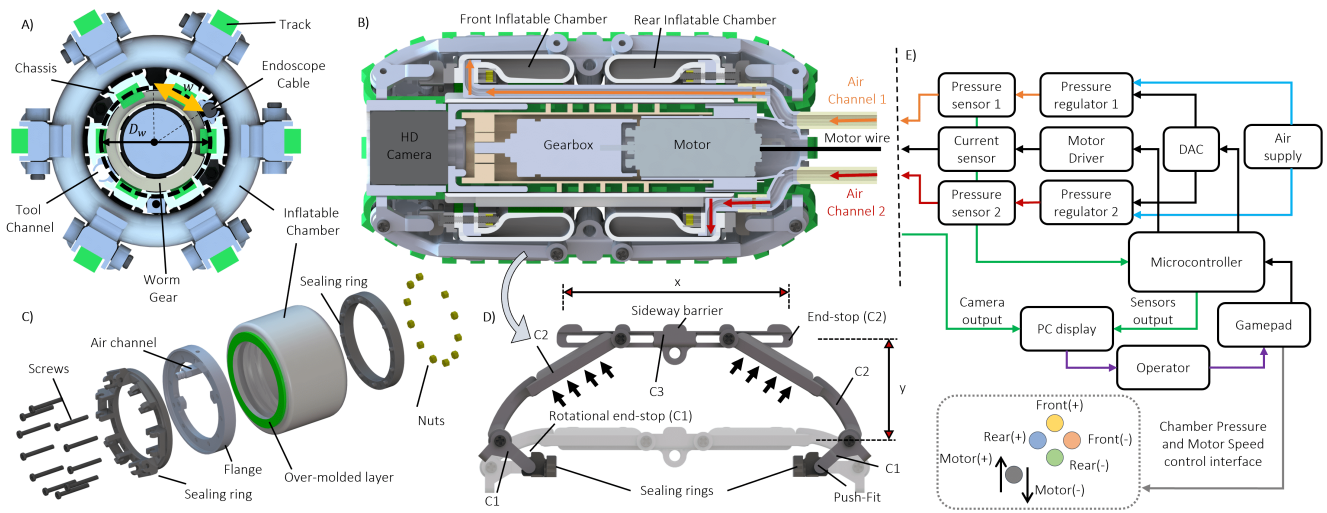 A)
Track
Chassis
Endoscope
Cable
w
D_w
Tool
Channel
Worm
Gear
Inflatable
Chamber
B)
Front Inflatable Chamber
Rear Inflatable Chamber
Air
Channel 1
Motor wire
HD
Camera
Gearbox
Motor
Air
Channel 2
C)
Sealing ring
Air channel
Screws
Nuts
Flange
Over-molded layer
Sealing ring
D)
x
Sideway barrier
End-stop (C2)
C2
C3
C2
y
Rotational end-stop (C1)
C1
C1
Sealing rings
Push-Fit
E)
Pressure
sensor 1
Pressure
regulator 1
Current
sensor
Motor
Driver
DAC
Air
supply
Pressure
sensor 2
Pressure
regulator 2
Microcontroller
Camera
output
Sensors
output
PC display
Gamepad
Operator
Front(+)
Rear(+)
Front(-)
Rear(-)
Motor(+)
Motor(-)
Chamber Pressure
and Motor Speed
control interface